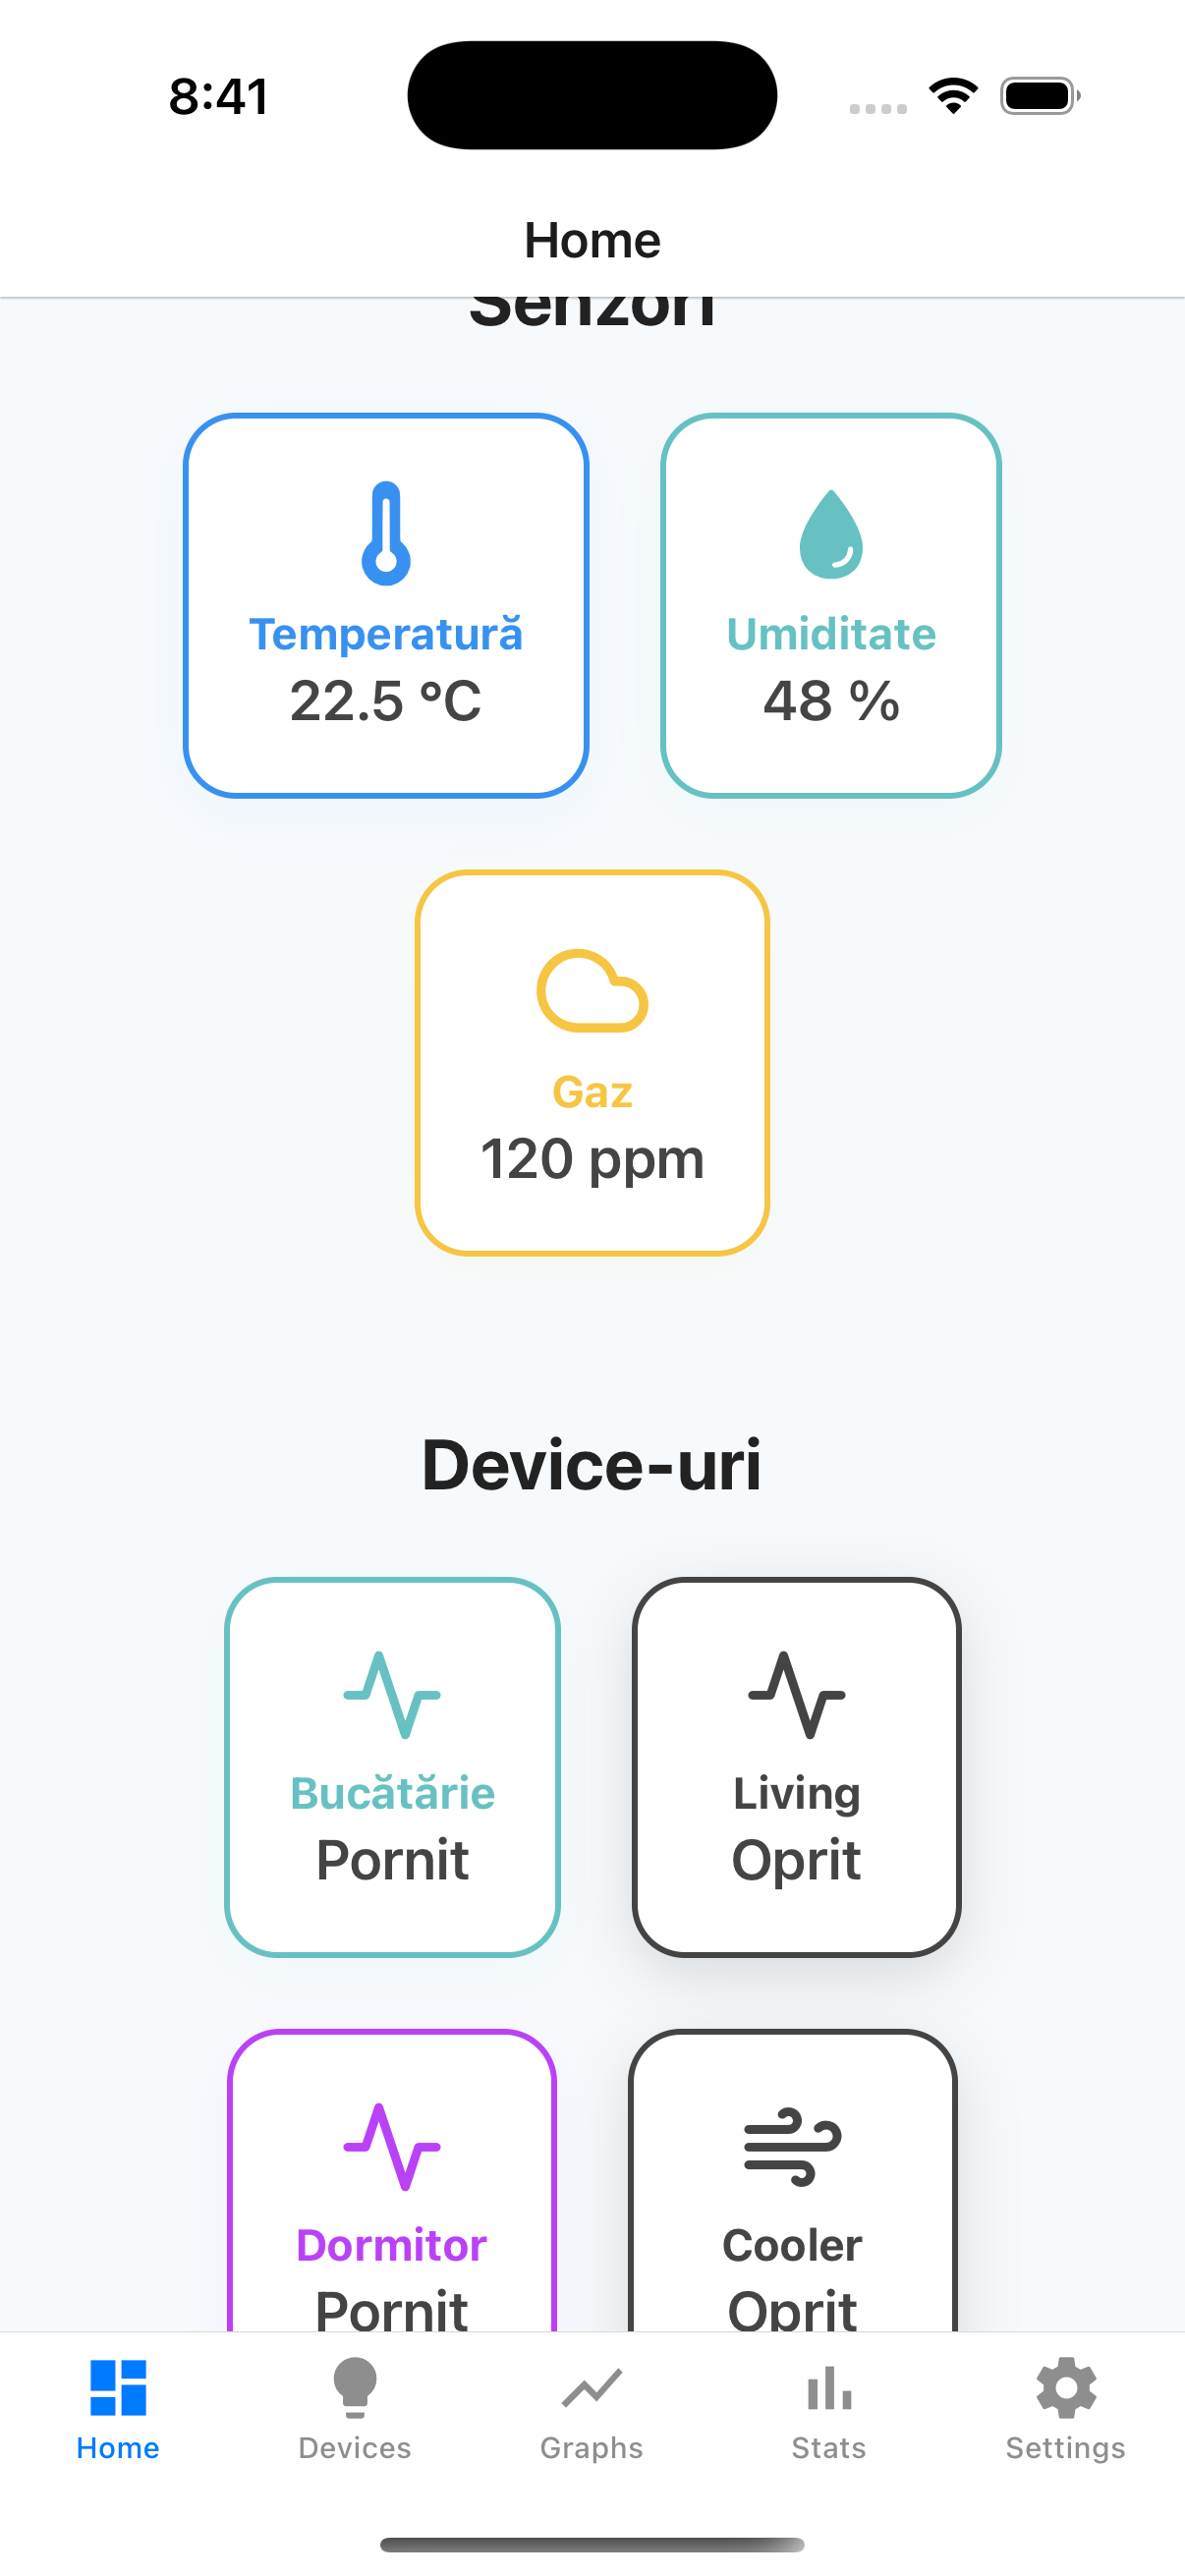 8:41
Home
Senzori
Temperatură
22.5 °C
Umiditate
48 %
Gaz
120 ppm
Device-uri
Bucătărie
Pornit
Living
Oprit
Dormitor
Pornit
Cooler
Oprit
Home
Devices
Graphs
Stats
Settings